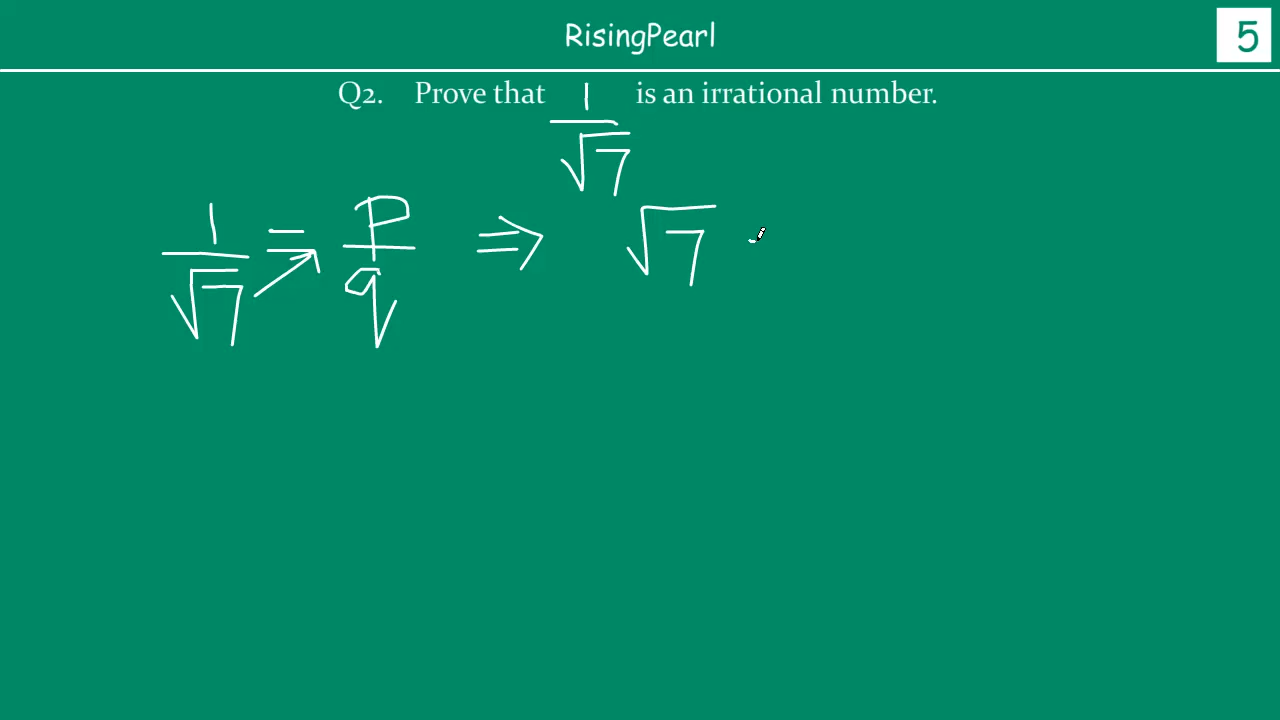 RisingPearl
5
Q2. Prove that 1/√7 is an irrational number.
1/√7 = p/q ⇒ √7